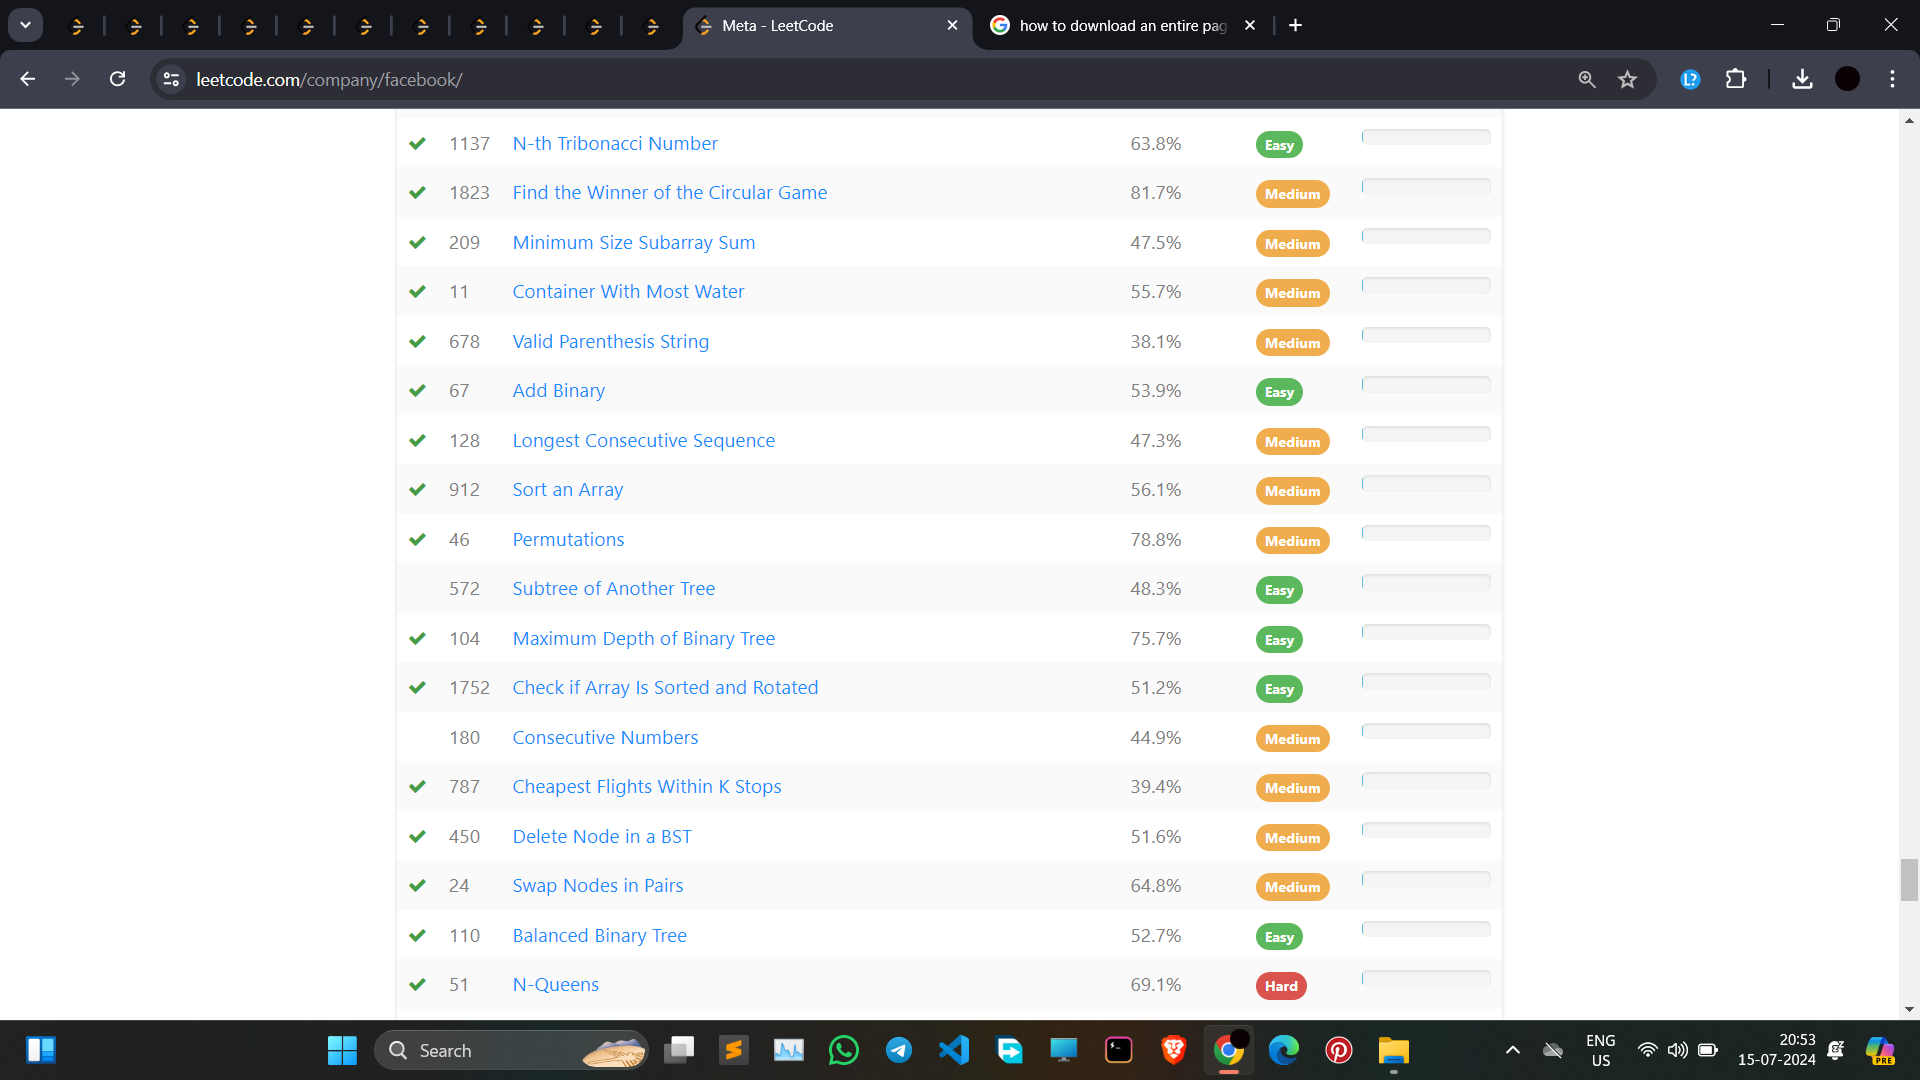 Meta - LeetCode
how to download an entire pag
leetcode.com/company/facebook/
1137 N-th Tribonacci Number 63.8% Easy
1823 Find the Winner of the Circular Game 81.7% Medium
209 Minimum Size Subarray Sum 47.5% Medium
11 Container With Most Water 55.7% Medium
678 Valid Parenthesis String 38.1% Medium
67 Add Binary 53.9% Easy
128 Longest Consecutive Sequence 47.3% Medium
912 Sort an Array 56.1% Medium
46 Permutations 78.8% Medium
572 Subtree of Another Tree 48.3% Easy
104 Maximum Depth of Binary Tree 75.7% Easy
1752 Check if Array Is Sorted and Rotated 51.2% Easy
180 Consecutive Numbers 44.9% Medium
787 Cheapest Flights Within K Stops 39.4% Medium
450 Delete Node in a BST 51.6% Medium
24 Swap Nodes in Pairs 64.8% Medium
110 Balanced Binary Tree 52.7% Easy
51 N-Queens 69.1% Hard
Search
ENG
US
20:53
15-07-2024
PRE